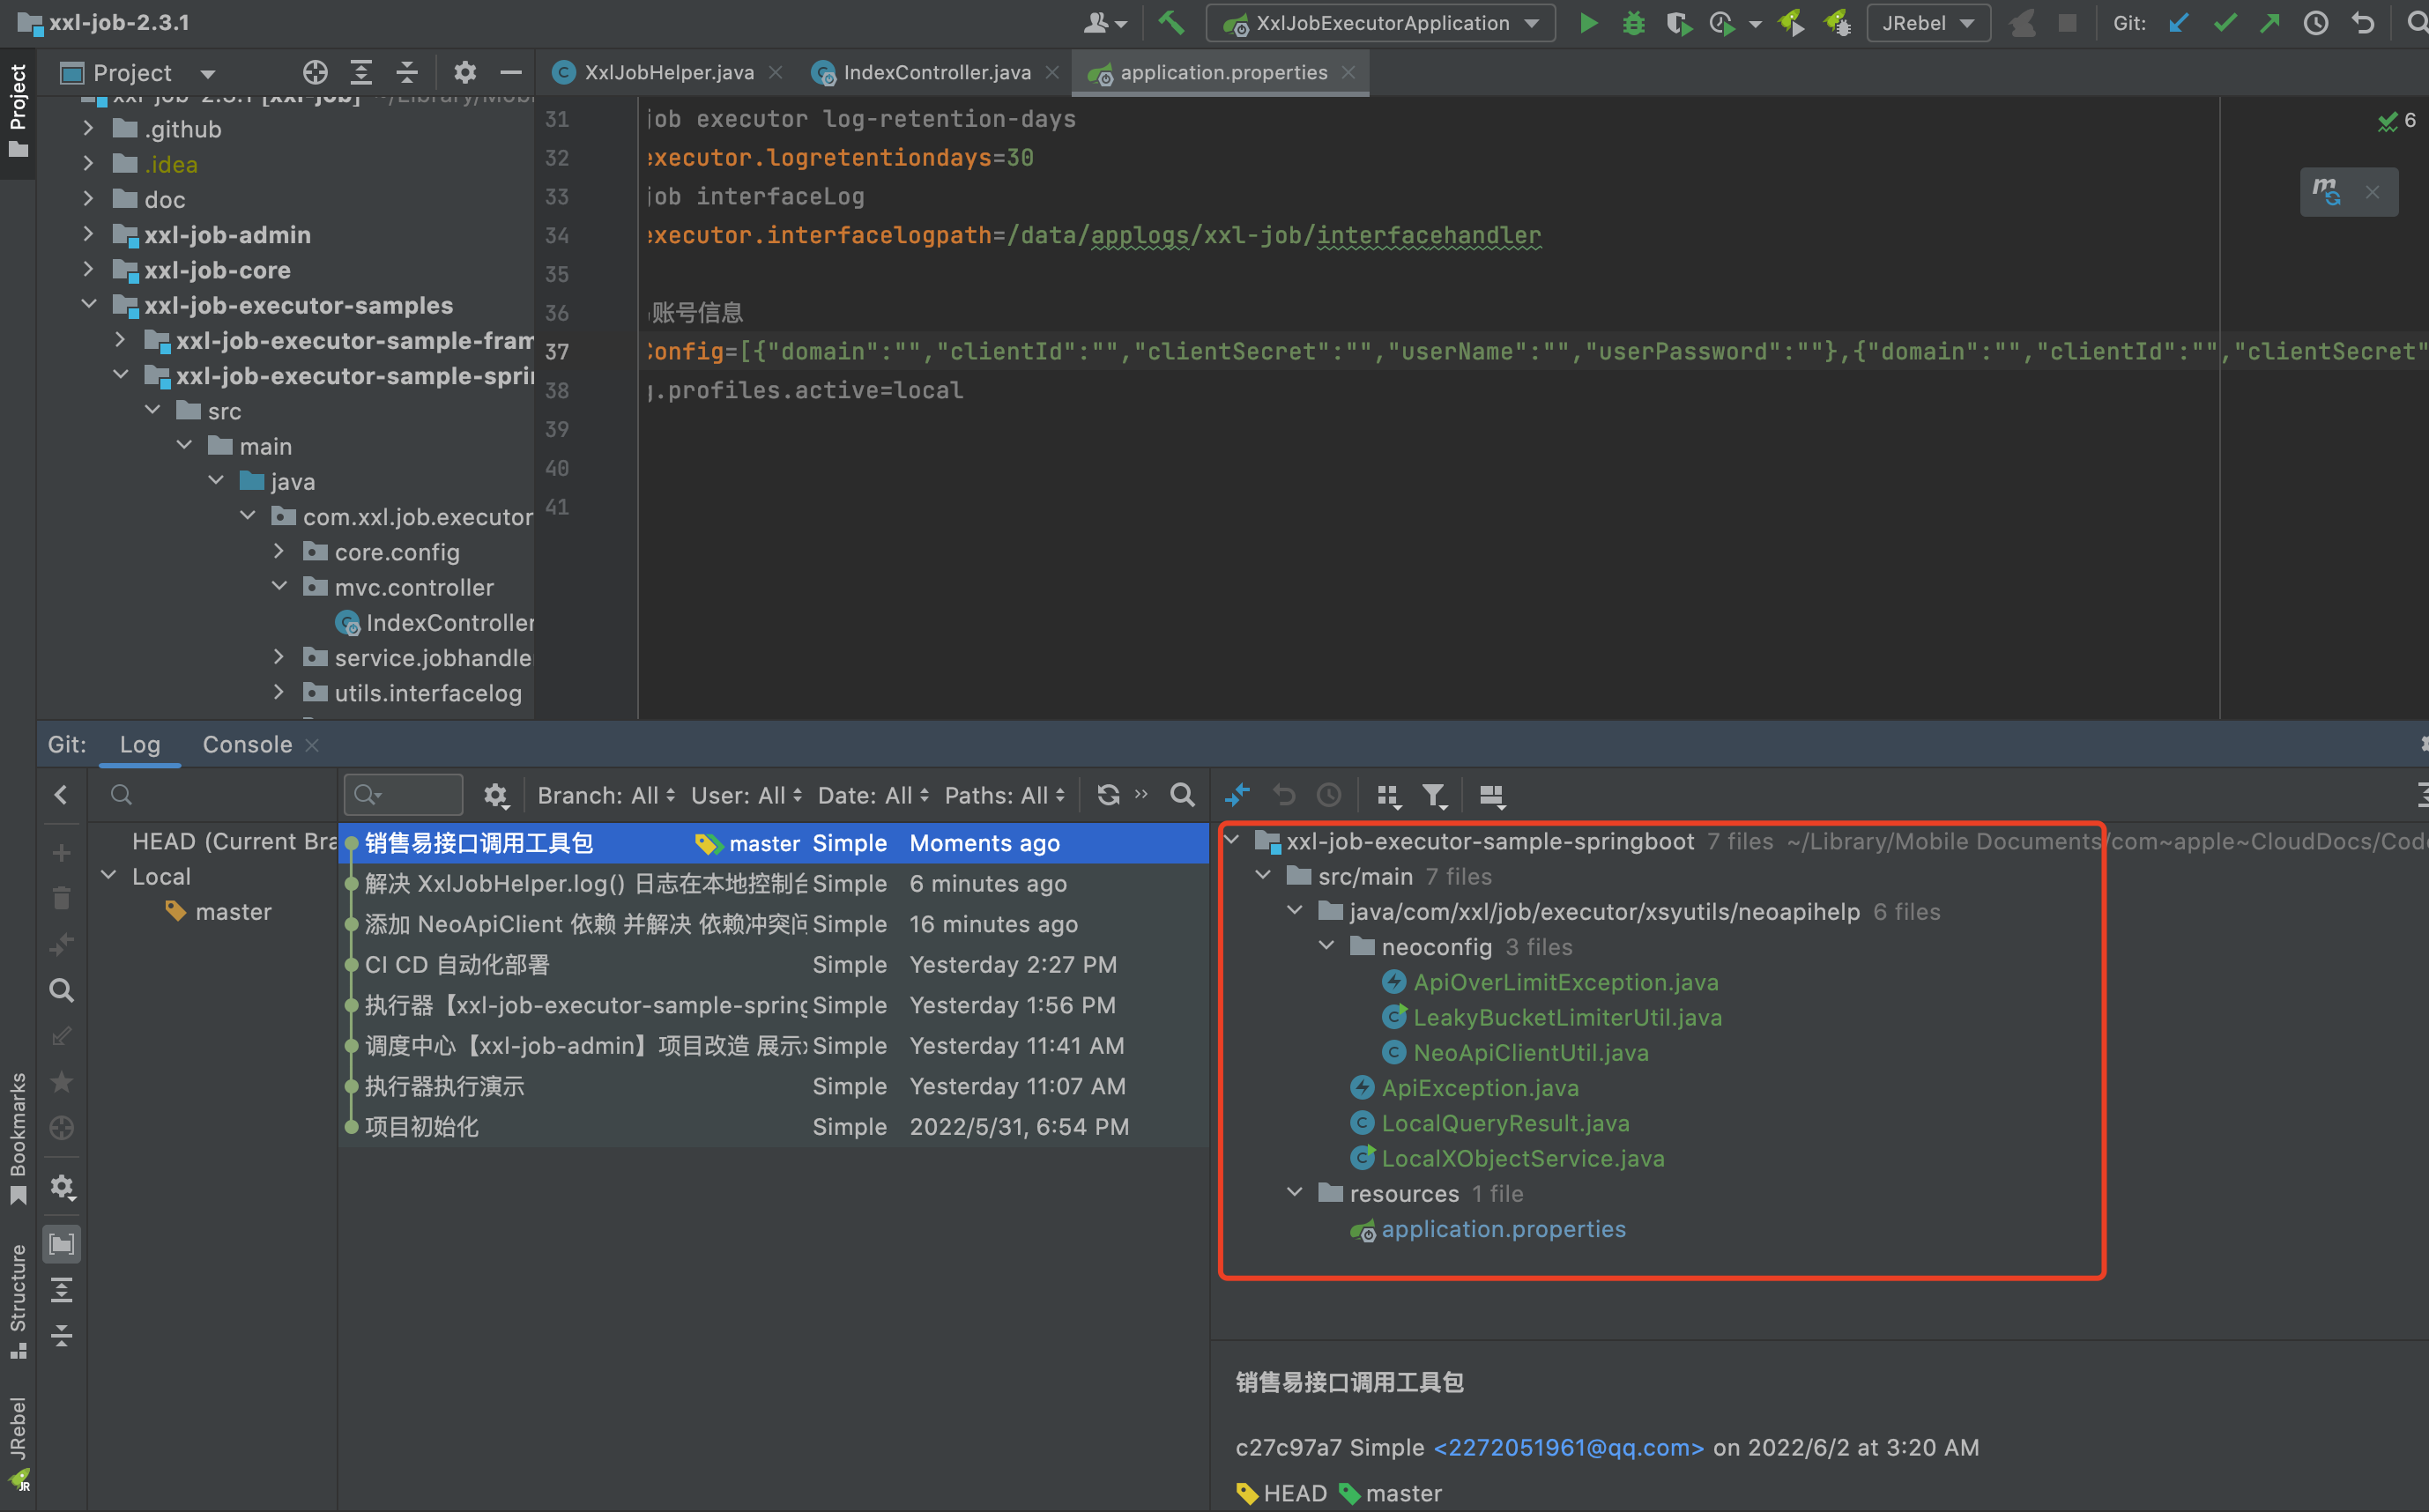 xxl-job-2.3.1
XxlJobExecutorApplication
JRebel
Git:
Project
Project
XxlJobHelper.java
IndexController.java
application.properties
.github
.idea
doc
xxl-job-admin
xxl-job-core
xxl-job-executor-samples
xxl-job-executor-sample-fram
xxl-job-executor-sample-sprin
src
main
java
com.xxl.job.executor
core.config
mvc.controller
IndexController
service.jobhandle
utils.interfacelog
31 job executor log-retention-days
32 executor.logretentiondays=30
33 job interfaceLog
34 executor.interfacelogpath=/data/applogs/xxl-job/interfacehandler
35
36 账号信息
37 Config=[{"domain":"","clientId":"","clientSecret":"","userName":"","userPassword":""},{"domain":"","clientId":"","clientSecret"
38 g.profiles.active=local
39
40
41
6
Git:
Log
Console
Branch: All
User: All
Date: All
Paths: All
HEAD (Current Bra
Local
master
销售易接口调用工具包 master Simple Moments ago
解决 XxlJobHelper.log() 日志在本地控制台 Simple 6 minutes ago
添加 NeoApiClient 依赖 并解决 依赖冲突问 Simple 16 minutes ago
CI CD 自动化部署 Simple Yesterday 2:27 PM
执行器【xxl-job-executor-sample-spring Simple Yesterday 1:56 PM
调度中心【xxl-job-admin】项目改造 展示x Simple Yesterday 11:41 AM
执行器执行演示 Simple Yesterday 11:07 AM
项目初始化 Simple 2022/5/31, 6:54 PM
xxl-job-executor-sample-springboot 7 files ~/Library/Mobile Documents/com~apple~CloudDocs/Code
src/main 7 files
java/com/xxl/job/executor/xsyutils/neoapihelp 6 files
neoconfig 3 files
ApiOverLimitException.java
LeakyBucketLimiterUtil.java
NeoApiClientUtil.java
ApiException.java
LocalQueryResult.java
LocalXObjectService.java
resources 1 file
application.properties
销售易接口调用工具包
c27c97a7 Simple <2272051961@qq.com> on 2022/6/2 at 3:20 AM
HEAD master
Bookmarks
Structure
JRebel